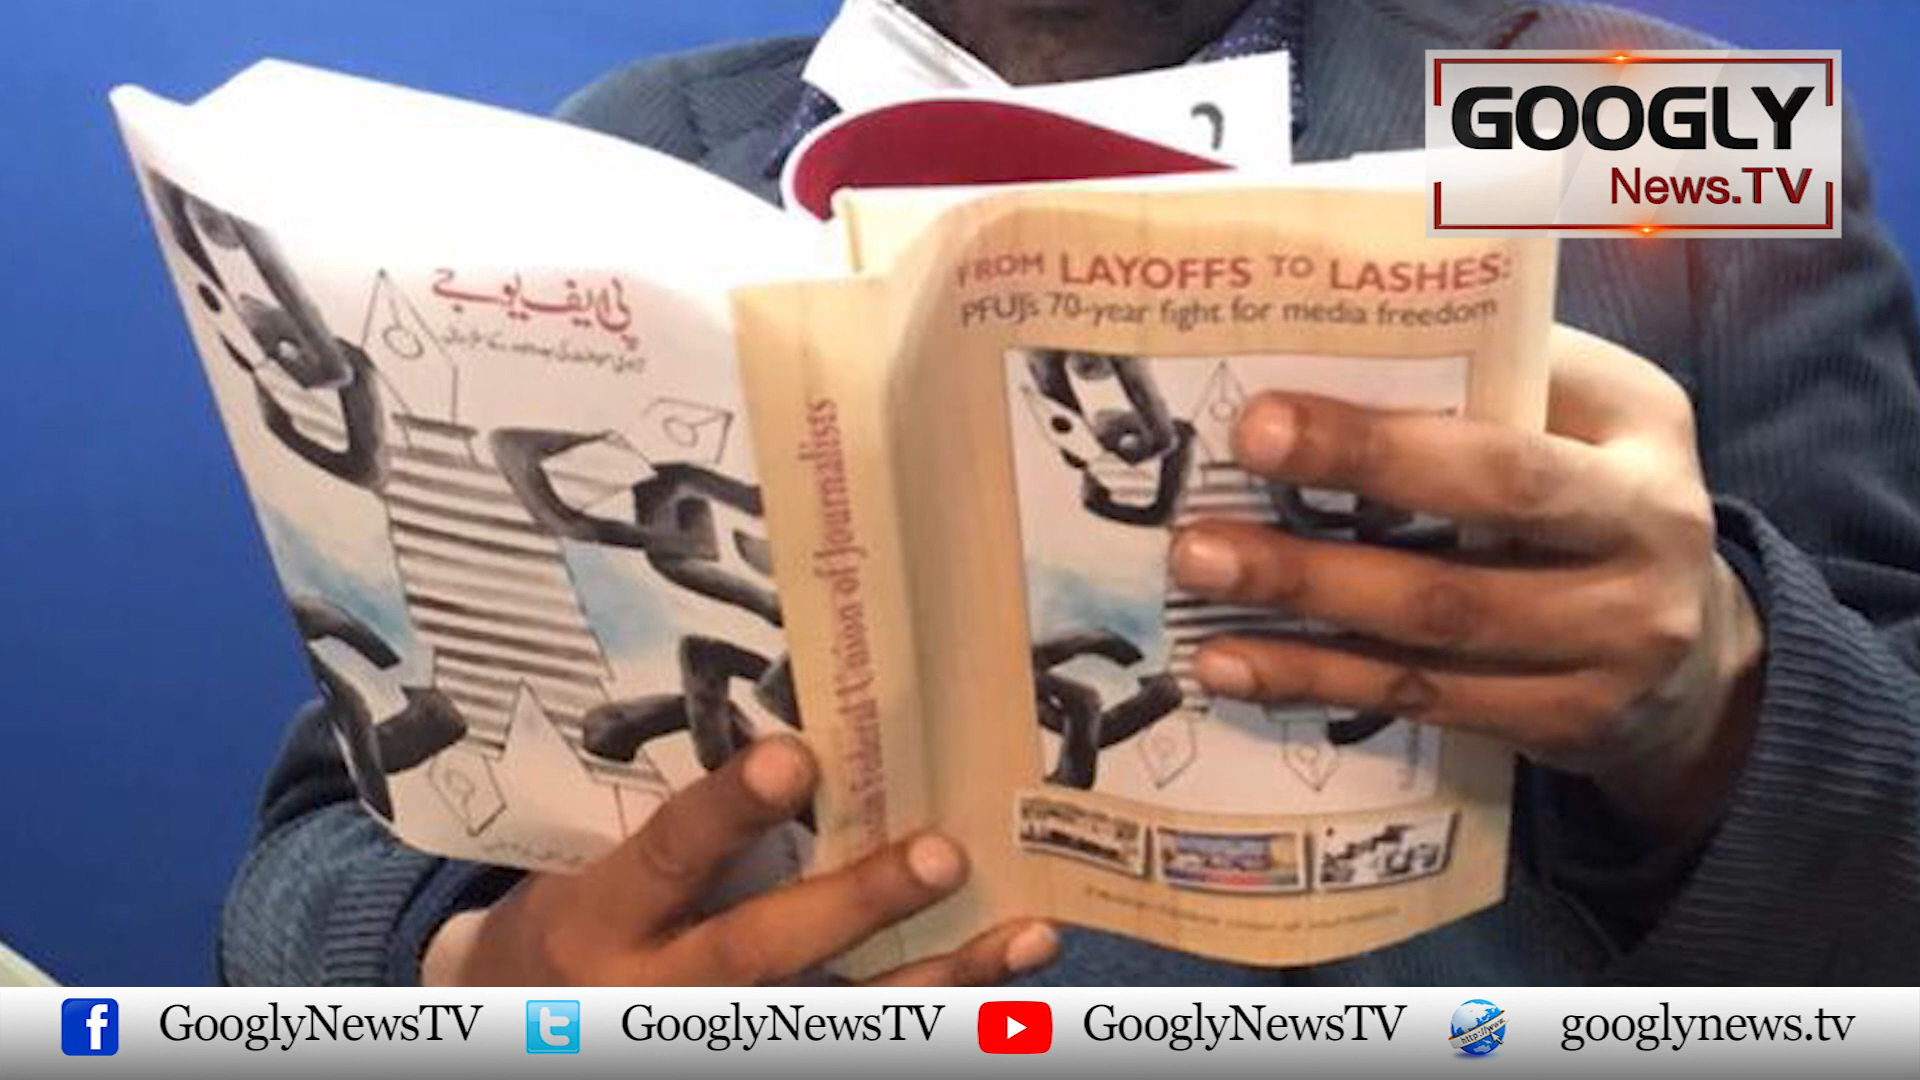 GOOGLY
News.TV
پی ایف یو جے
FROM LAYOFFS TO LASHES:
PFUJs 70-year fight for media freedom
Union of Journalists
GooglyNewsTV
GooglyNewsTV
GooglyNewsTV
googlynews.tv